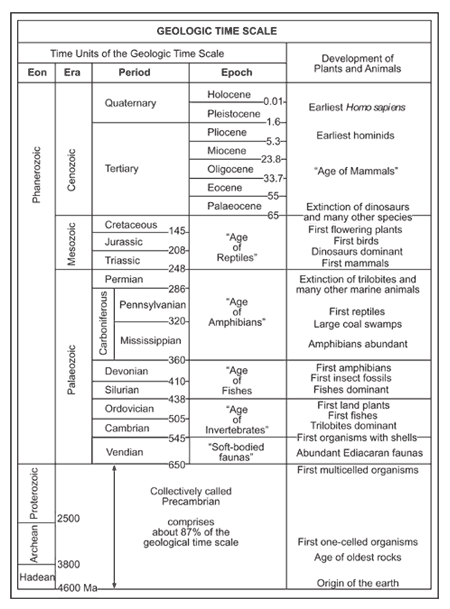 GEOLOGIC TIME SCALE
Time Units of the Geologic Time Scale
Development of
Plants and Animals
Eon
Era
Period
Epoch
Phanerozoic
Cenozoic
Quaternary
Holocene
0.01
Pleistocene
1.6
Earliest Homo sapiens
Tertiary
Pliocene
5.3
Earliest hominids
Miocene
23.8
Oligocene
33.7
"Age of Mammals"
Eocene
55
Palaeocene
65
Extinction of dinosaurs
and many other species
Mesozoic
Cretaceous
145
Jurassic
208
Triassic
248
"Age
of
Reptiles"
First flowering plants
First birds
Dinosaurs dominant
First mammals
Palaeozoic
Permian
286
Carboniferous
Pennsylvanian
320
Mississippian
360
"Age
of
Amphibians"
Extinction of trilobites and
many other marine animals
First reptiles
Large coal swamps
Amphibians abundant
Devonian
410
Silurian
438
"Age
of
Fishes
First amphibians
First insect fossils
Fishes dominant
Ordovician
505
Cambrian
545
"Age
of
Invertebrates"
First land plants
First fishes
Trilobites dominant
First organisms with shells
Vendian
650
"Soft-bodied
faunas"
Abundant Ediacaran faunas
Proterozoic
2500
Archean
3800
Hadean
4600 Ma
Collectively called
Precambrian
comprises
about 87% of the
geological time scale
First multicelled organisms
First one-celled organisms
Age of oldest rocks
Origin of the earth